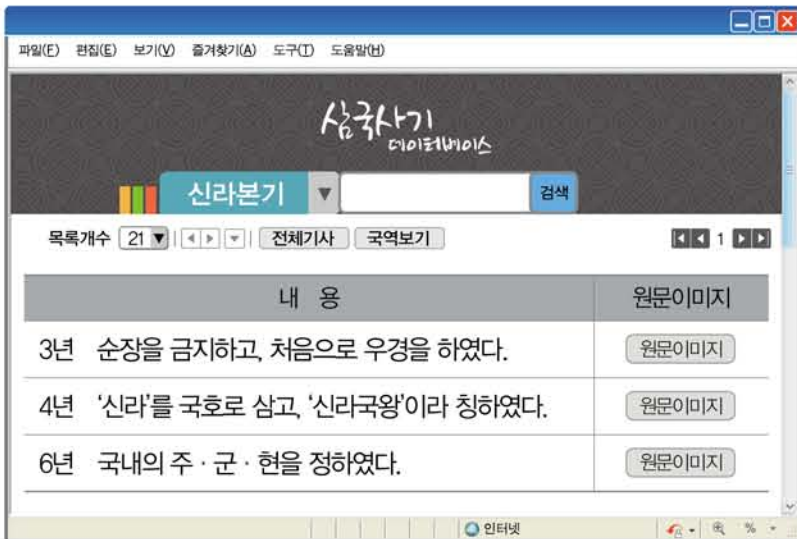 파일(F) 편집(E) 보기(V) 즐겨찾기(A) 도구(T) 도움말(H)
삼국사기
데이터베이스
신라본기 ▼ 검색
목록개수 21 ▼ 전체기사 국역보기 1
내 용 원문이미지
3년 순장을 금지하고, 처음으로 우경을 하였다. 원문이미지
4년 ‘신라’를 국호로 삼고, ‘신라국왕’이라 칭하였다. 원문이미지
6년 국내의 주 · 군 · 현을 정하였다. 원문이미지
인터넷 %